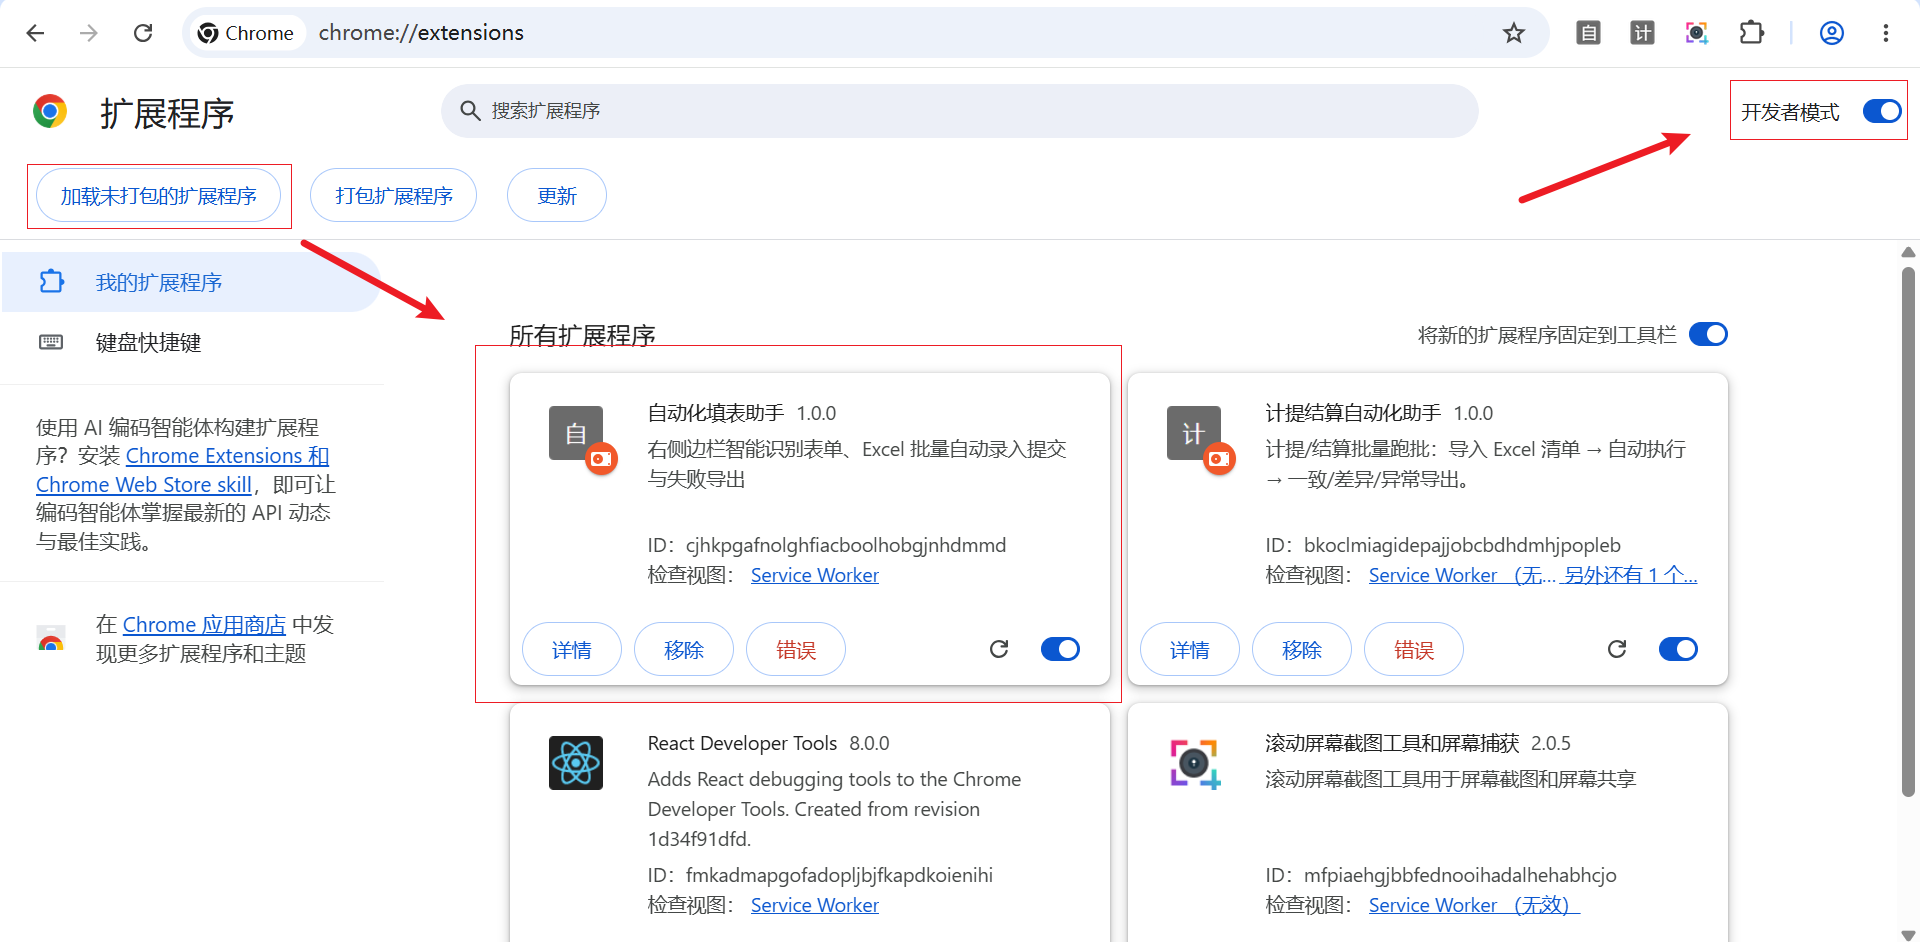 Chrome
chrome://extensions
自
计
扩展程序
搜索扩展程序
开发者模式
加载未打包的扩展程序
打包扩展程序
更新
我的扩展程序
键盘快捷键
使用 AI 编码智能体构建扩展程
序？安装 Chrome Extensions 和
Chrome Web Store skill，即可让
编码智能体掌握最新的 API 动态
与最佳实践。
在 Chrome 应用商店 中发
现更多扩展程序和主题
所有扩展程序
将新的扩展程序固定到工具栏
自
自动化填表助手 1.0.0
右侧边栏智能识别表单、Excel 批量自动录入提交
与失败导出
ID：cjhkpgafnolghfiacboolhobgjnhdmmd
检查视图： Service Worker
详情
移除
错误
计
计提结算自动化助手 1.0.0
计提/结算批量跑批：导入 Excel 清单 → 自动执行
→ 一致/差异/异常导出。
ID：bkoclmiagidepajjobcbdhdmhjpopleb
检查视图： Service Worker （无... 另外还有 1 个...
详情
移除
错误
React Developer Tools 8.0.0
Adds React debugging tools to the Chrome
Developer Tools. Created from revision
1d34f91dfd.
ID：fmkadmapgofadopljbjfkapdkoienihi
检查视图： Service Worker
滚动屏幕截图工具和屏幕捕获 2.0.5
滚动屏幕截图工具用于屏幕截图和屏幕共享
ID：mfpiaehgjbbfednooihadalhehabhcjo
检查视图： Service Worker （无效）